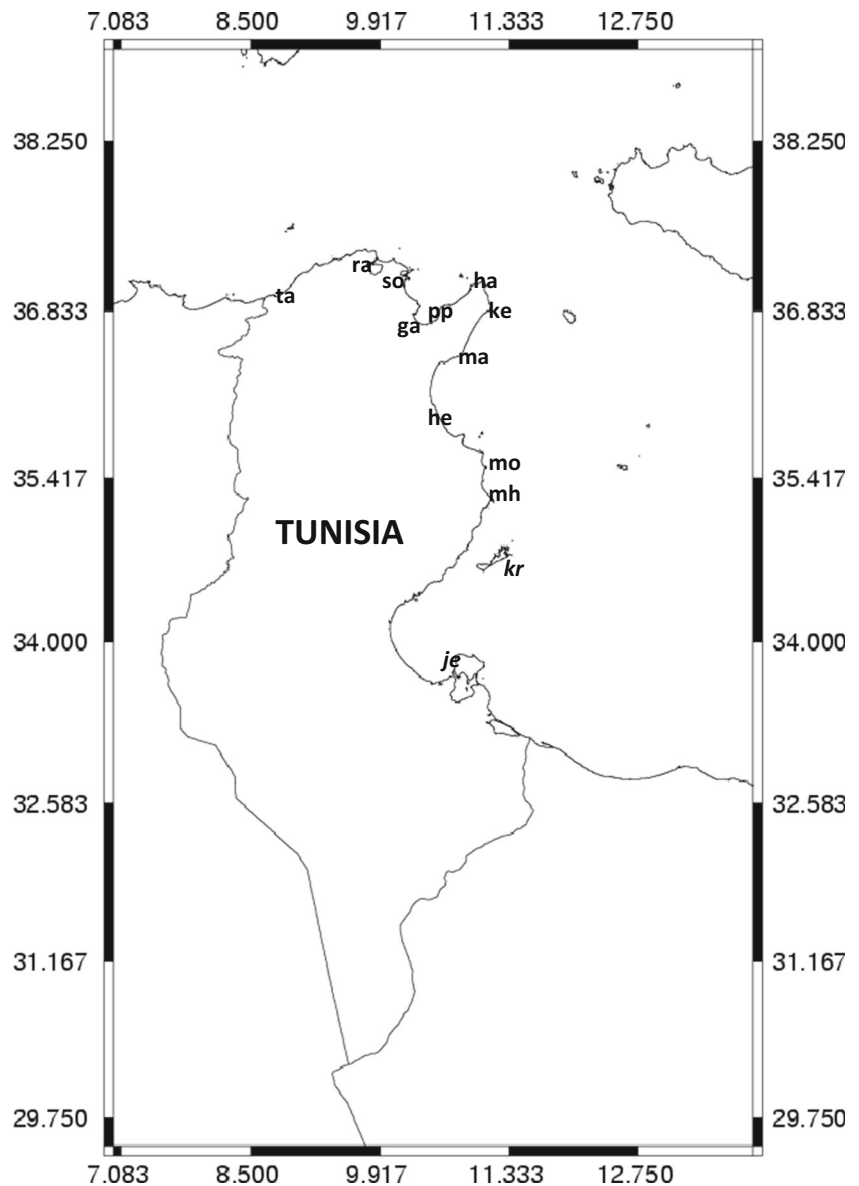 7.083 8.500 9.917 11.333 12.750
38.250 38.250
ra
so ha
ta
36.833 pp ke 36.833
ga
ma
he
mo
35.417 35.417
mh
TUNISIA
kr
34.000 34.000
je
32.583 32.583
31.167 31.167
29.750 29.750
7.083 8.500 9.917 11.333 12.750